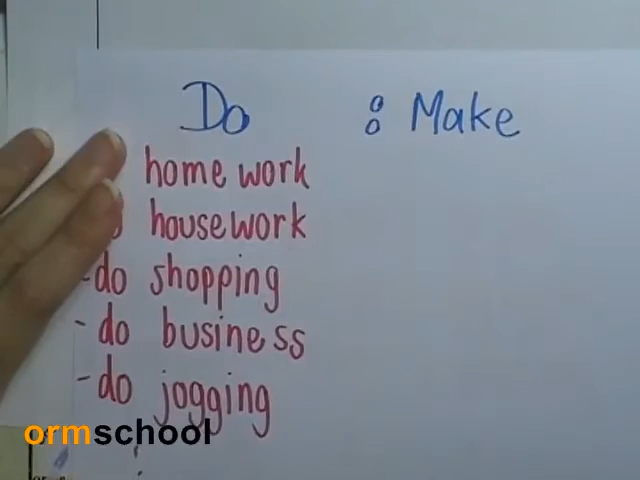 Do : Make
home work
housework
-do shopping
-do business
-do jogging
ormschool